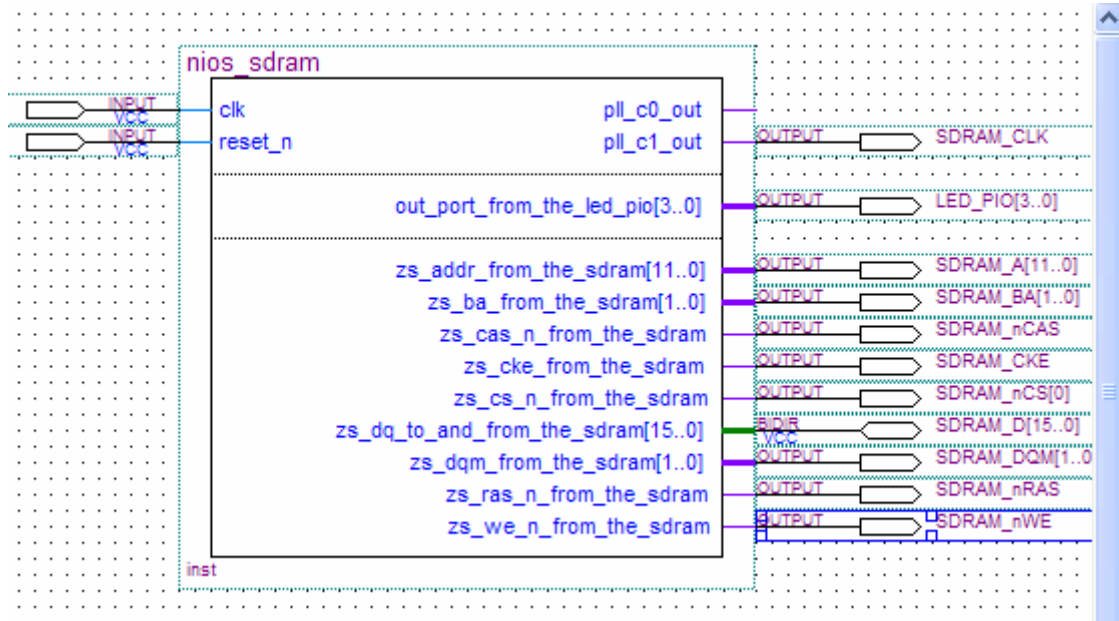 nios_sdram
INPUT VCC clk pll_c0_out
INPUT VCC reset_n pll_c1_out OUTPUT SDRAM_CLK
out_port_from_the_led_pio[3..0] OUTPUT LED_PIO[3..0]
zs_addr_from_the_sdram[11..0] OUTPUT SDRAM_A[11..0]
zs_ba_from_the_sdram[1..0] OUTPUT SDRAM_BA[1..0]
zs_cas_n_from_the_sdram OUTPUT SDRAM_nCAS
zs_cke_from_the_sdram OUTPUT SDRAM_CKE
zs_cs_n_from_the_sdram OUTPUT SDRAM_nCS[0]
zs_dq_to_and_from_the_sdram[15..0] BIDIR VCC SDRAM_D[15..0]
zs_dqm_from_the_sdram[1..0] OUTPUT SDRAM_DQM[1..0
zs_ras_n_from_the_sdram OUTPUT SDRAM_nRAS
zs_we_n_from_the_sdram OUTPUT SDRAM_nWE
inst